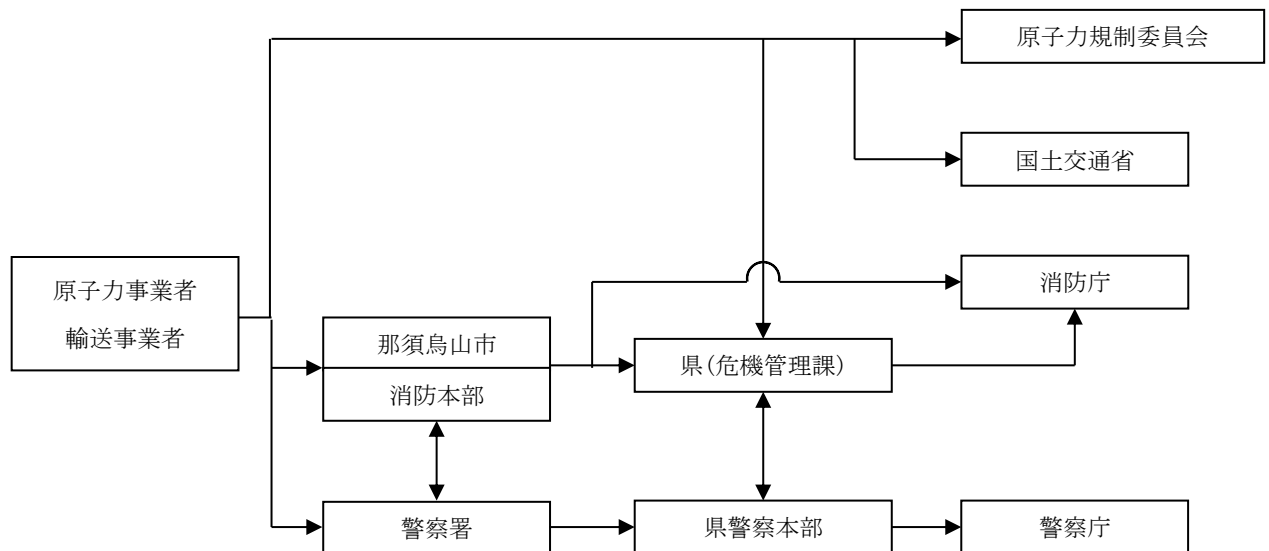 原子力規制委員会
国土交通省
消防庁
原子力事業者
輸送事業者
那須烏山市
消防本部
県(危機管理課)
警察署
県警察本部
警察庁